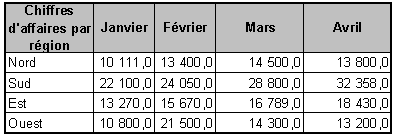 Chiffres d'affaires par région Janvier Février Mars Avril
Nord 10 111,0 13 400,0 14 500,0 13 800,0
Sud 22 100,0 24 050,0 28 800,0 32 358,0
Est 13 270,0 15 670,0 16 789,0 18 430,0
Ouest 10 800,0 21 500,0 14 300,0 13 200,0